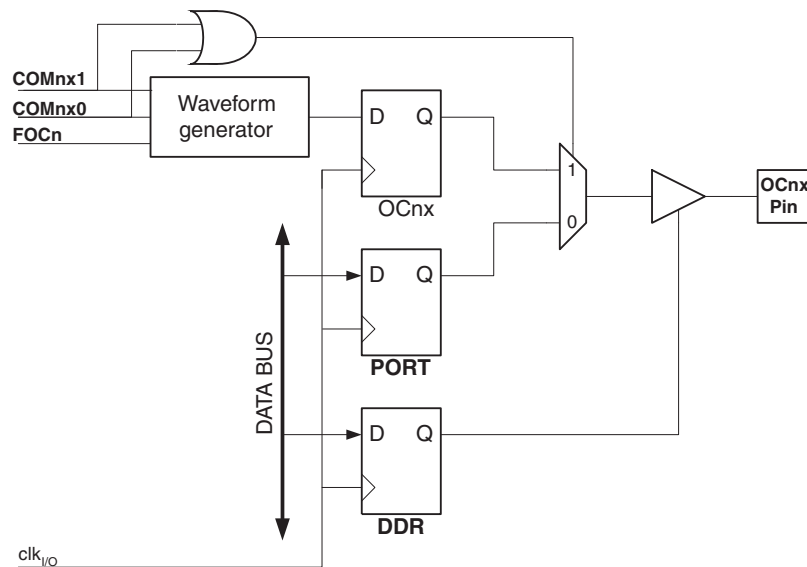 COMnx1
COMnx0
FOCn
Waveform
generator
D Q
OCnx
1
0
OCnx
Pin
D Q
PORT
DATA BUS
D Q
DDR
clkI/O